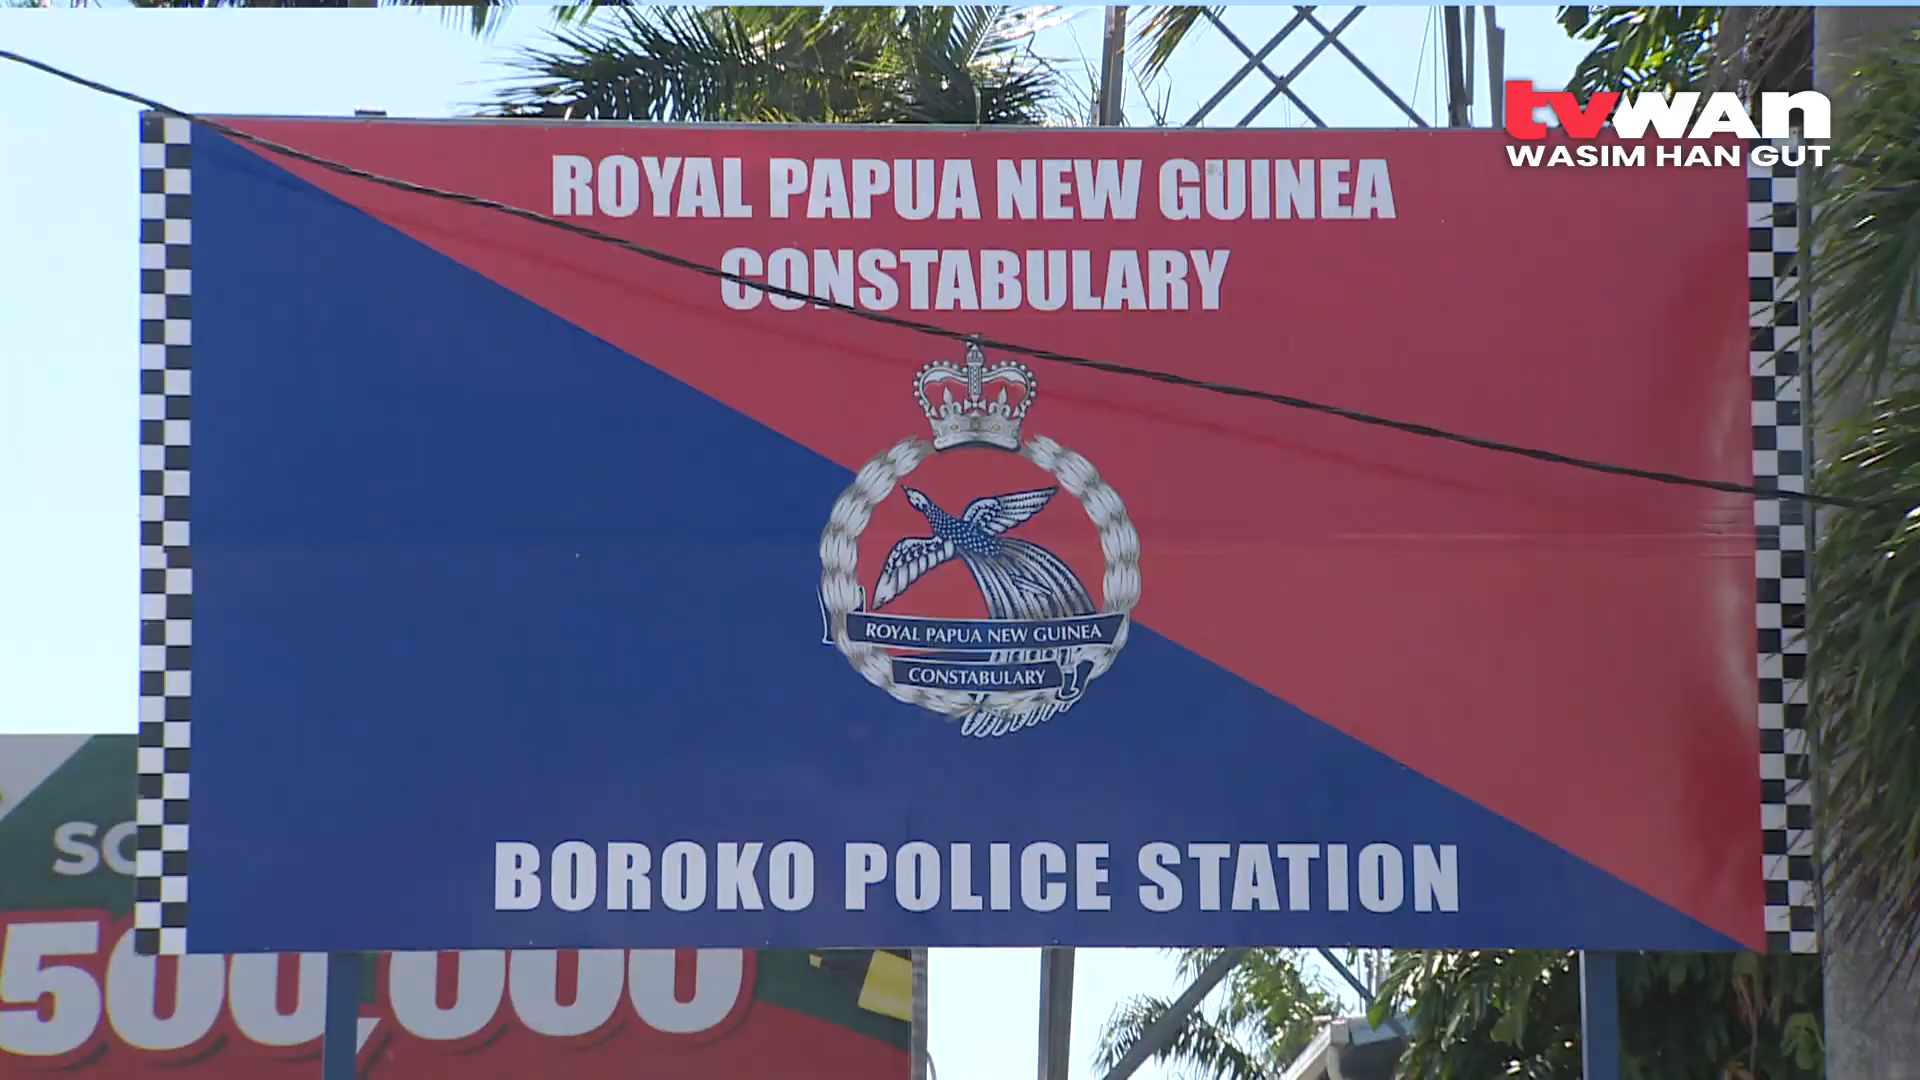 tvwan
WASIM HAN GUT
ROYAL PAPUA NEW GUINEA
CONSTABULARY
ROYAL PAPUA NEW GUINEA
CONSTABULARY
BOROKO POLICE STATION
500,000